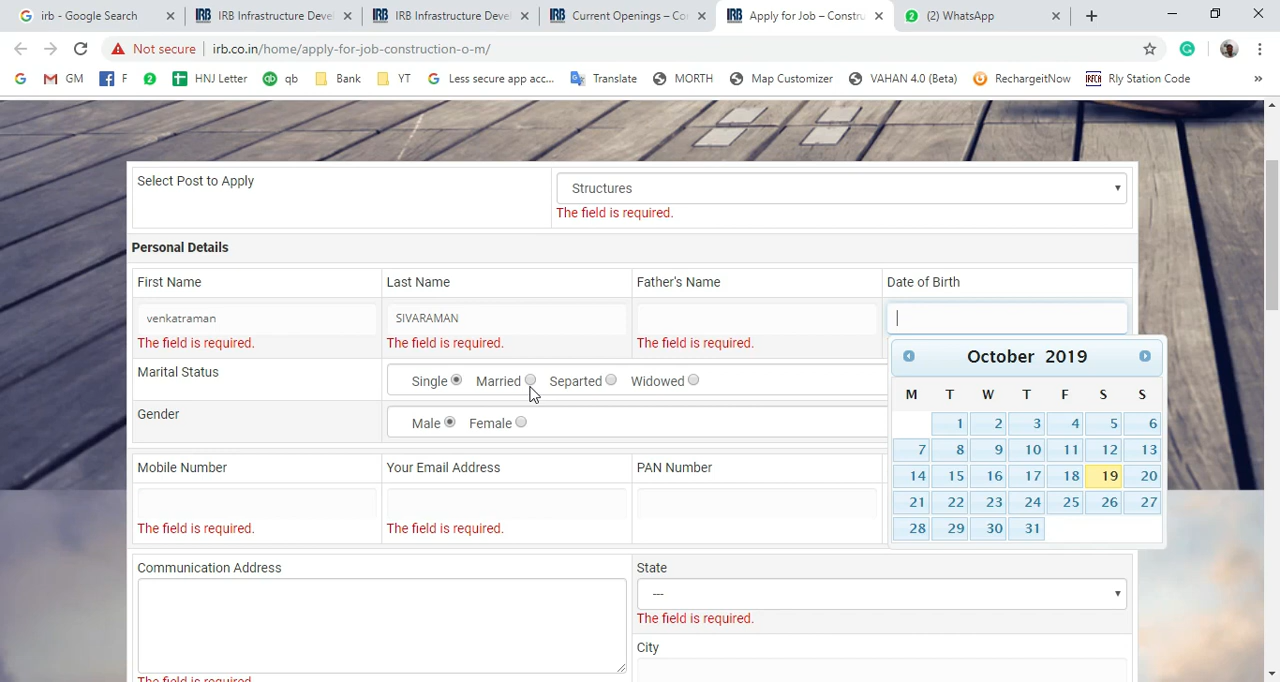 irb - Google Search
IRB Infrastructure Deve
IRB Infrastructure Deve
Current Openings – Co
Apply for Job – Constru
(2) WhatsApp
Not secure
irb.co.in/home/apply-for-job-construction-o-m/
GM
F
HNJ Letter
qb
Bank
YT
Less secure app acc...
Translate
MORTH
Map Customizer
VAHAN 4.0 (Beta)
RechargeitNow
Rly Station Code
Select Post to Apply
Structures
The field is required.
Personal Details
First Name
Last Name
Father's Name
Date of Birth
venkatraman
SIVARAMAN
The field is required.
The field is required.
The field is required.
October 2019
M T W T F S S
1 2 3 4 5 6
7 8 9 10 11 12 13
14 15 16 17 18 19 20
21 22 23 24 25 26 27
28 29 30 31
Marital Status
Single Married Separted Widowed
Gender
Male Female
Mobile Number
Your Email Address
PAN Number
The field is required.
The field is required.
Communication Address
State
---
The field is required.
City
The field is required.